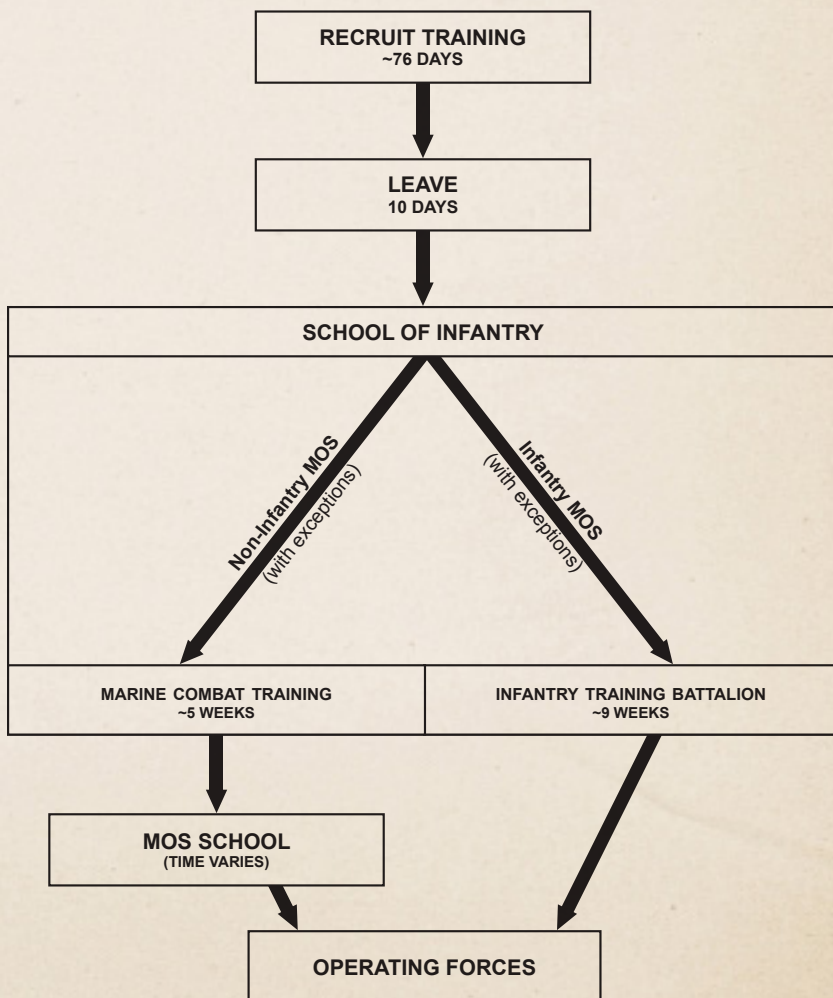 RECRUIT TRAINING
~76 DAYS
LEAVE
10 DAYS
SCHOOL OF INFANTRY
Non-Infantry MOS
(with exceptions)
Infantry MOS
(with exceptions)
MARINE COMBAT TRAINING
~5 WEEKS
INFANTRY TRAINING BATTALION
~9 WEEKS
MOS SCHOOL
(TIME VARIES)
OPERATING FORCES